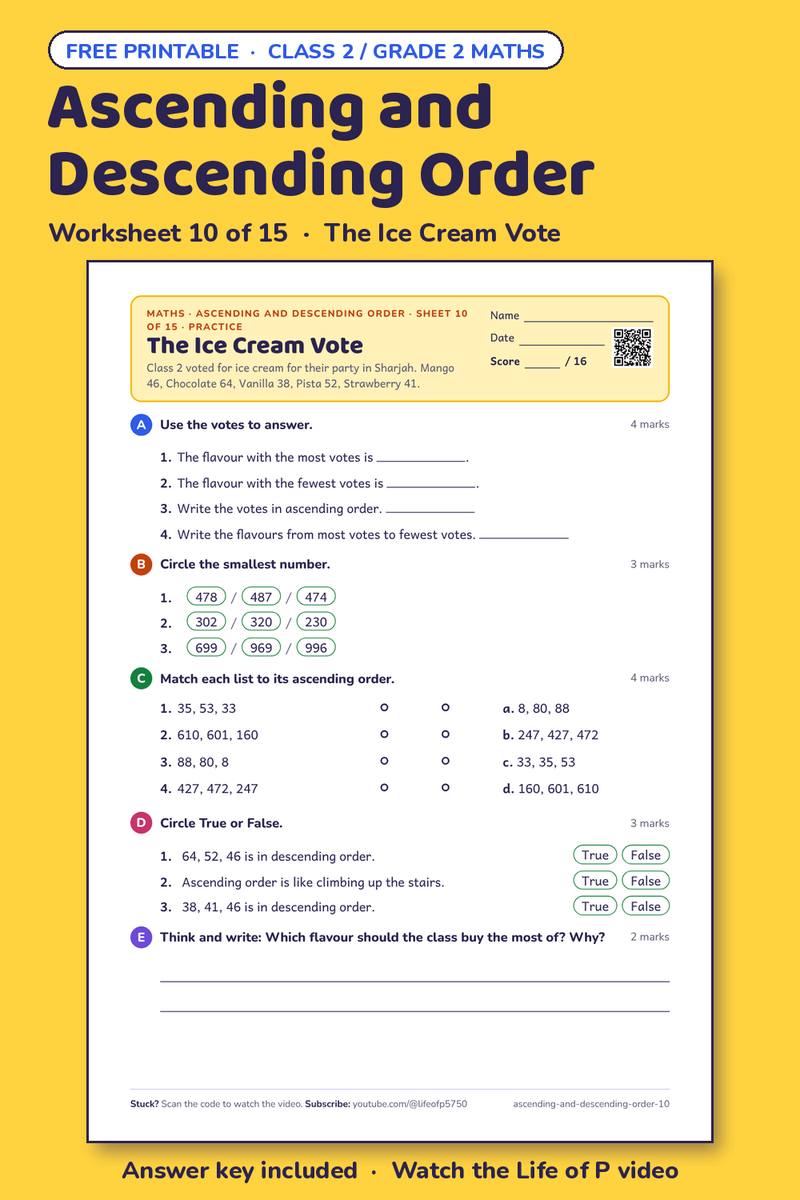 FREE PRINTABLE · CLASS 2 / GRADE 2 MATHS
Ascending and
Descending Order
Worksheet 10 of 15 · The Ice Cream Vote
MATHS · ASCENDING AND DESCENDING ORDER · SHEET 10
OF 15 · PRACTICE
The Ice Cream Vote
Class 2 voted for ice cream for their party in Sharjah. Mango
46, Chocolate 64, Vanilla 38, Pista 52, Strawberry 41.
Name ____________
Date ____________
Score ______ / 16
A Use the votes to answer. 4 marks
1. The flavour with the most votes is ____________.
2. The flavour with the fewest votes is ____________.
3. Write the votes in ascending order. ____________
4. Write the flavours from most votes to fewest votes. ____________
B Circle the smallest number. 3 marks
1. 478 / 487 / 474
2. 302 / 320 / 230
3. 699 / 969 / 996
C Match each list to its ascending order. 4 marks
1. 35, 53, 33 a. 8, 80, 88
2. 610, 601, 160 b. 247, 427, 472
3. 88, 80, 8 c. 33, 35, 53
4. 427, 472, 247 d. 160, 601, 610
D Circle True or False. 3 marks
1. 64, 52, 46 is in descending order. True False
2. Ascending order is like climbing up the stairs. True False
3. 38, 41, 46 is in descending order. True False
E Think and write: Which flavour should the class buy the most of? Why? 2 marks
Stuck? Scan the code to watch the video. Subscribe: youtube.com/@lifeofp5750 ascending-and-descending-order-10
Answer key included · Watch the Life of P video